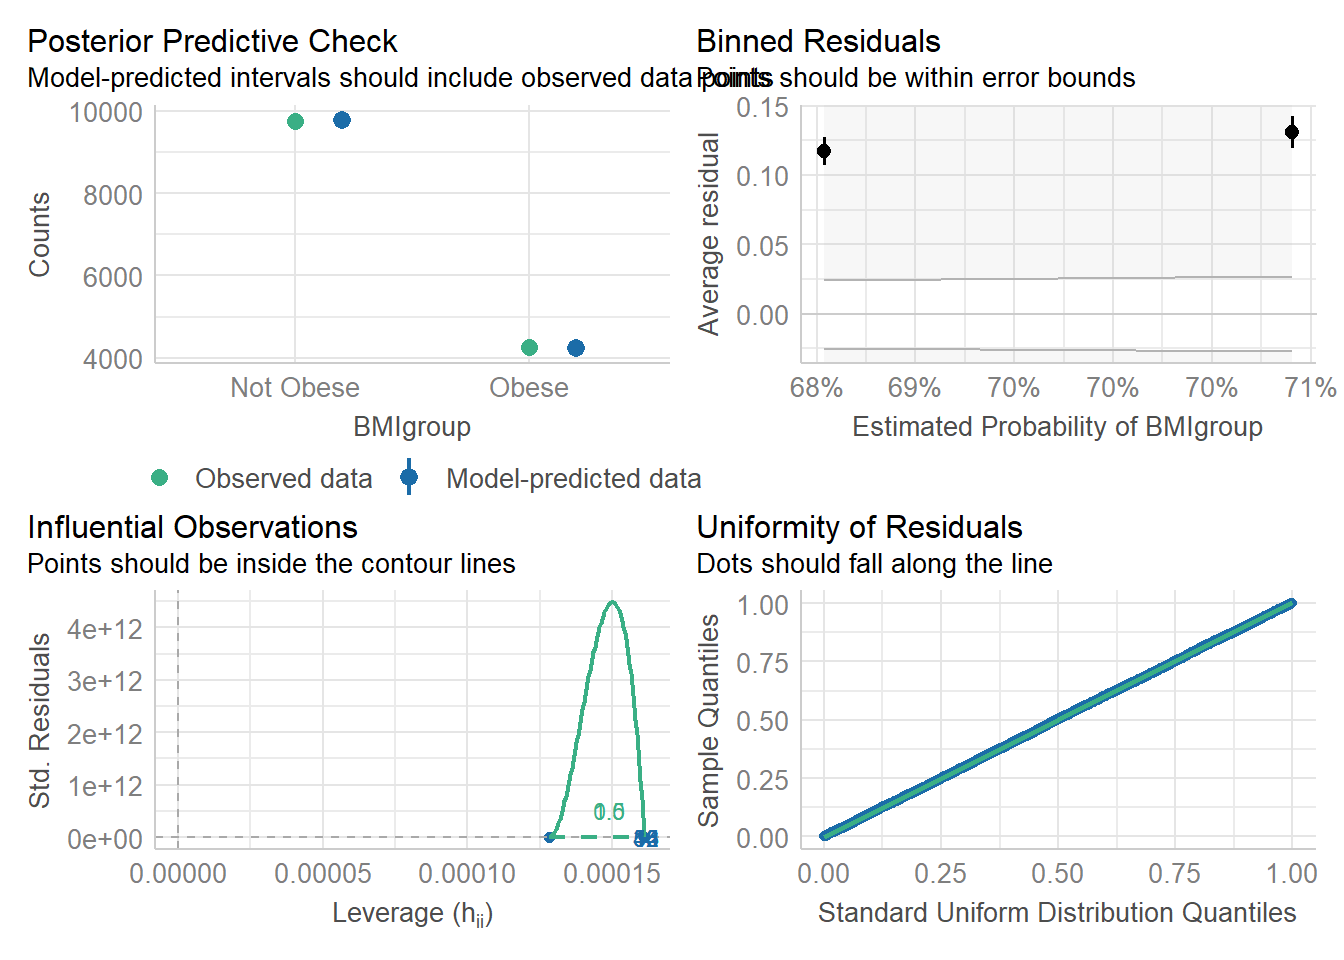 Posterior Predictive Check
Model-predicted intervals should include observed data points
10000
8000
6000
4000
Counts
Not Obese
Obese
BMIgroup
Observed data
Model-predicted data
Binned Residuals
Points should be within error bounds
0.15
0.10
0.05
0.00
Average residual
68%
69%
70%
70%
70%
71%
Estimated Probability of BMIgroup
Influential Observations
Points should be inside the contour lines
4e+12
3e+12
2e+12
1e+12
0e+00
Std. Residuals
0.00000
0.00005
0.00010
0.00015
Leverage (hii)
Uniformity of Residuals
Dots should fall along the line
1.00
0.75
0.50
0.25
0.00
Sample Quantiles
0.00
0.25
0.50
0.75
1.00
Standard Uniform Distribution Quantiles